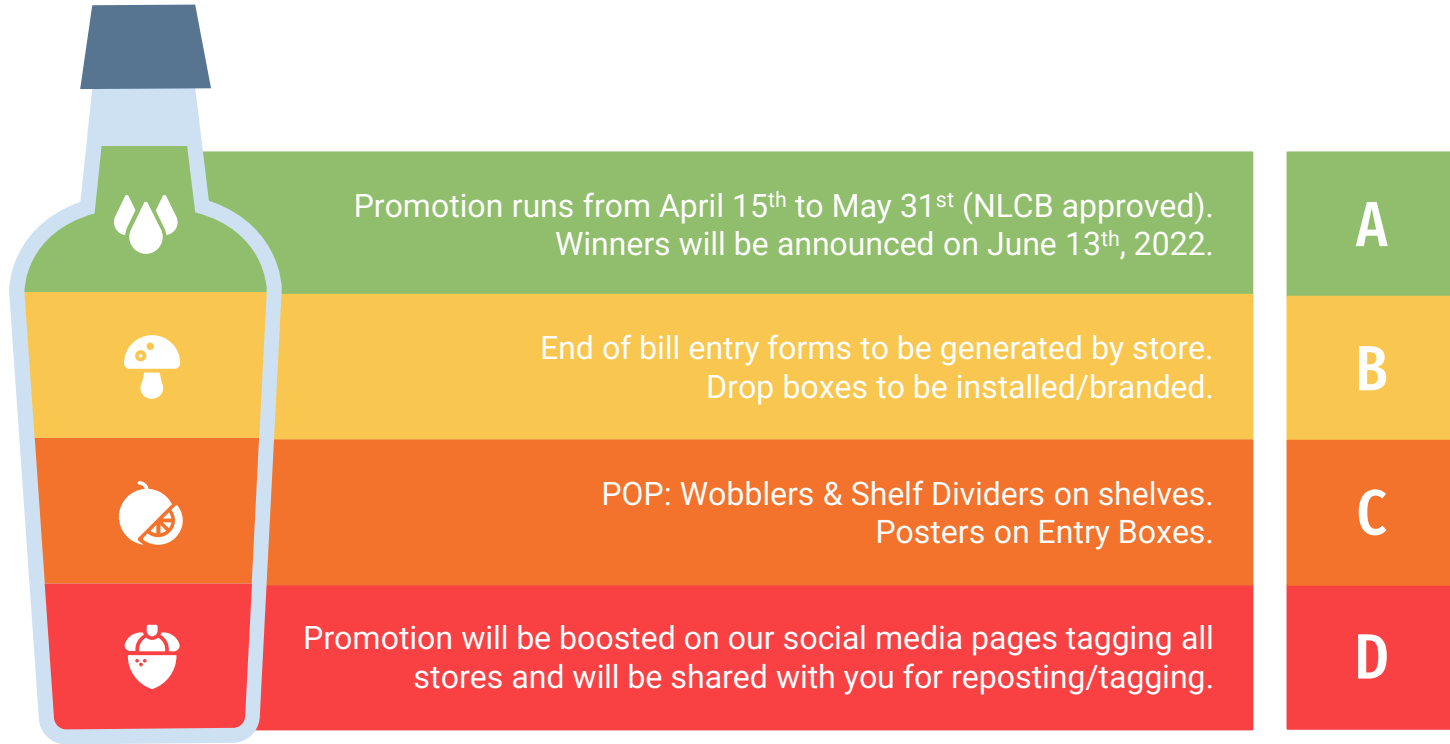 Promotion runs from April 15th to May 31st (NLCB approved).
Winners will be announced on June 13th, 2022.
A
End of bill entry forms to be generated by store.
Drop boxes to be installed/branded.
B
POP: Wobblers & Shelf Dividers on shelves.
Posters on Entry Boxes.
C
Promotion will be boosted on our social media pages tagging all
stores and will be shared with you for reposting/tagging.
D